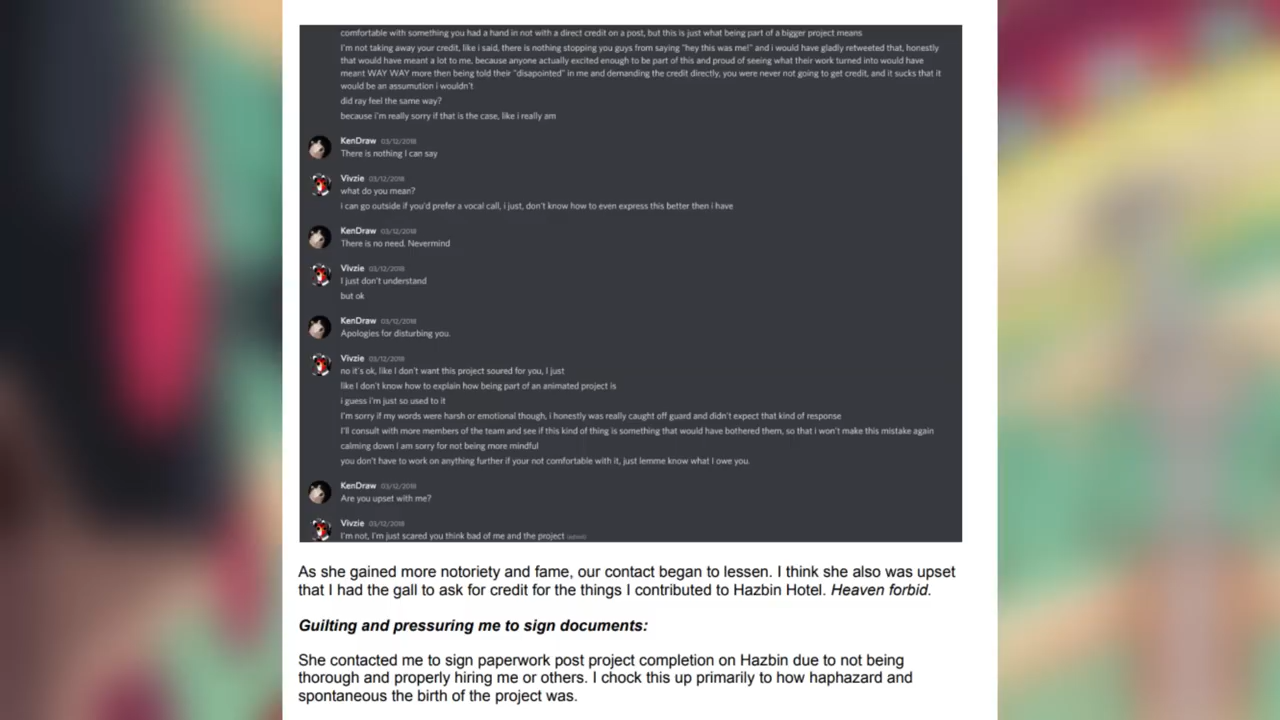 comfortable with something you had a hand in not with a direct credit on a post, but this is just what being part of a bigger project means
I'm not taking away your credit, like i said, there is nothing stopping you guys from saying "hey this was me!" and i would have gladly retweeted that, honestly
that would have meant a lot to me, because anyone actually excited enough to be part of this and proud of seeing what their work turned into would have
meant WAY WAY more then being told their "disapointed" in me and demanding the credit directly, you were never not going to get credit, and it sucks that it
would be an assumution i wouldn't
did ray feel the same way?
because i'm really sorry if that is the case, like i really am
KenDraw 03/12/2018
There is nothing I can say
Vivzie 03/12/2018
what do you mean?
i can go outside if you'd prefer a vocal call, i just, don't know how to even express this better then i have
KenDraw 03/12/2018
There is no need. Nevermind
Vivzie 03/12/2018
I just don't understand
but ok
KenDraw 03/12/2018
Apologies for disturbing you.
Vivzie 03/12/2018
no it's ok, like I don't want this project soured for you, I just
like I don't know how to explain how being part of an animated project is
i guess i'm just so used to it
I'm sorry if my words were harsh or emotional though, i honestly was really caught off guard and didn't expect that kind of response
I'll consult with more members of the team and see if this kind of thing is something that would have bothered them, so that i won't make this mistake again
calming down I am sorry for not being more mindful
you don't have to work on anything further if your not comfortable with it, just lemme know what I owe you.
KenDraw 03/12/2018
Are you upset with me?
Vivzie 03/12/2018
I'm not, I'm just scared you think bad of me and the project (edited)
As she gained more notoriety and fame, our contact began to lessen. I think she also was upset
that I had the gall to ask for credit for the things I contributed to Hazbin Hotel. Heaven forbid.
Guilting and pressuring me to sign documents:
She contacted me to sign paperwork post project completion on Hazbin due to not being
thorough and properly hiring me or others. I chock this up primarily to how haphazard and
spontaneous the birth of the project was.